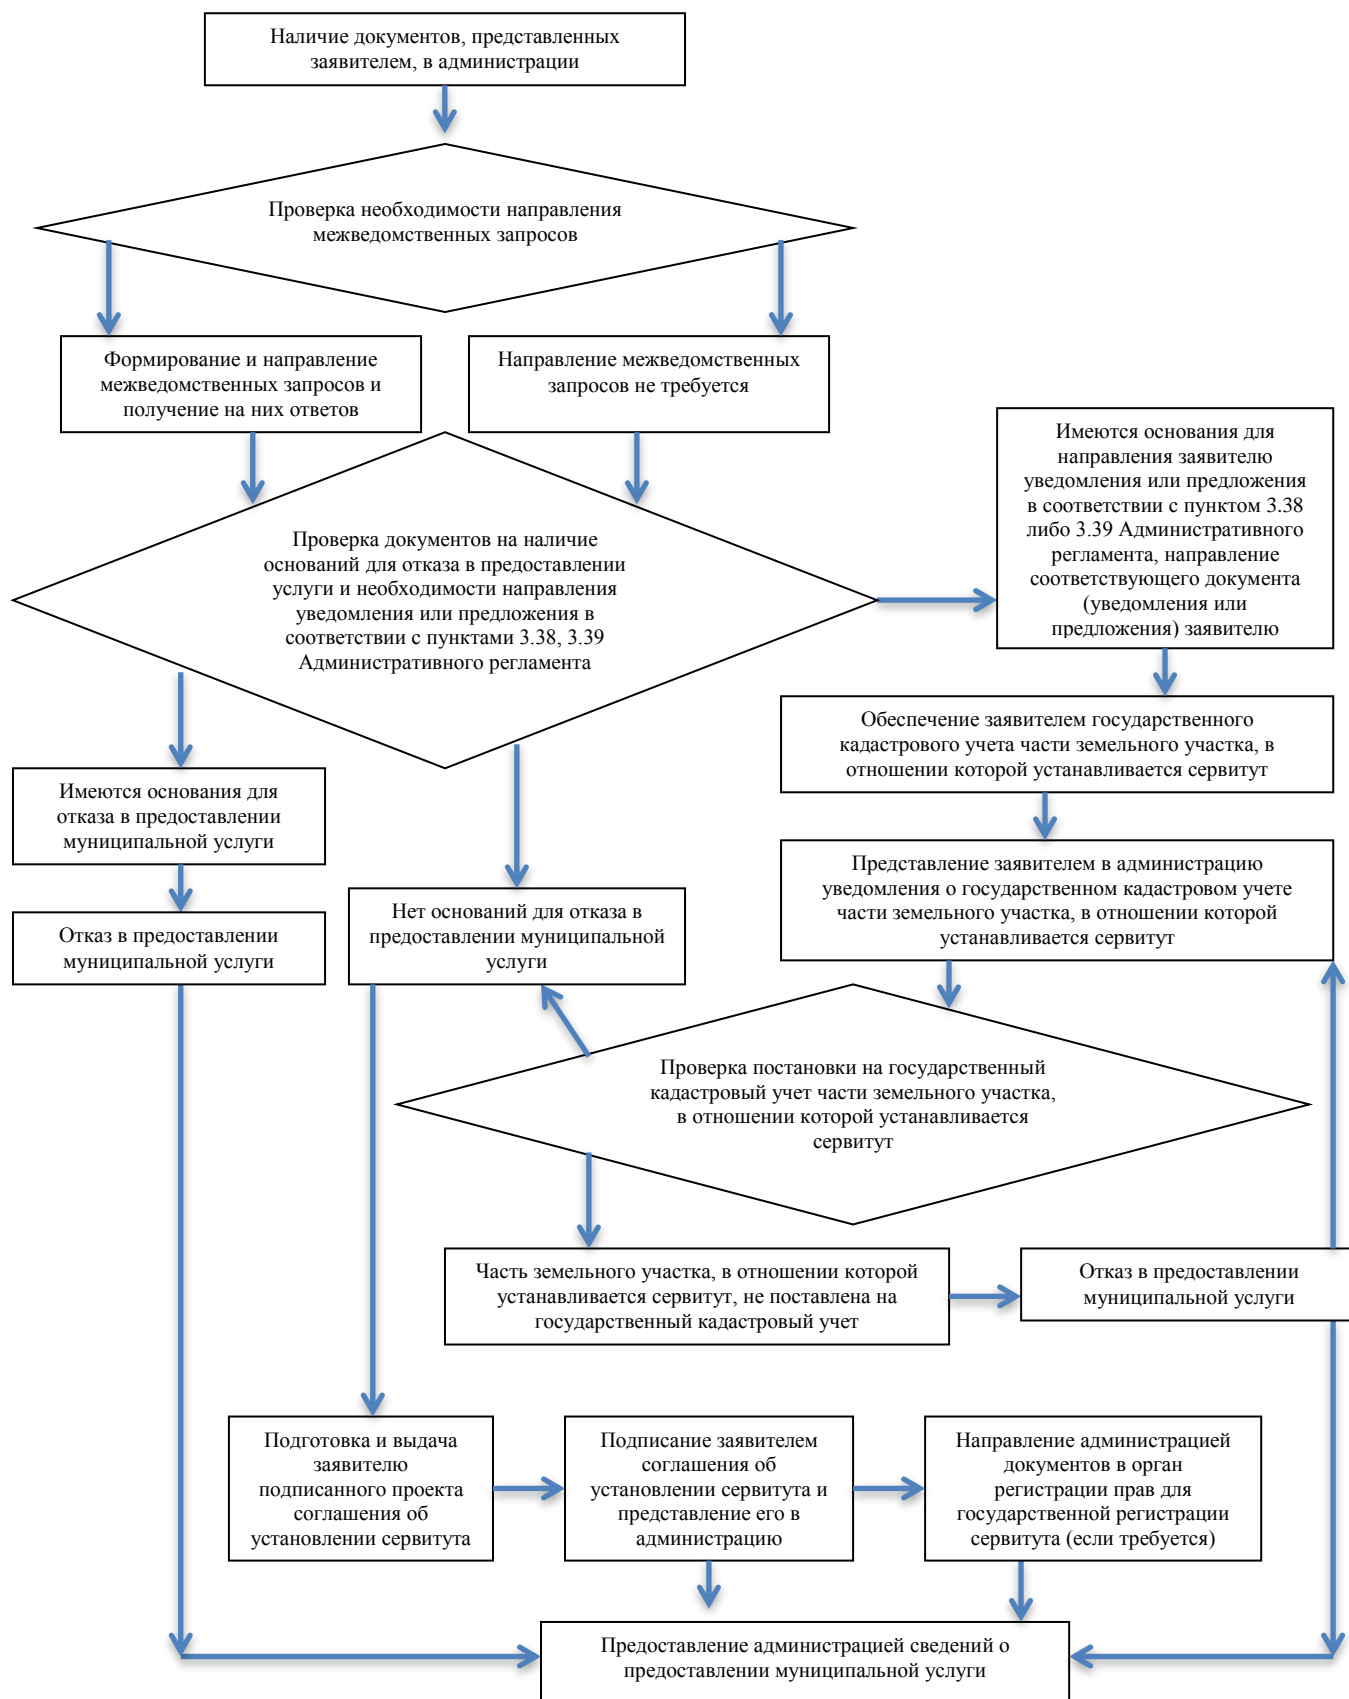 Наличие документов, представленных
заявителем, в администрации
Проверка необходимости направления
межведомственных запросов
Формирование и направление
межведомственных запросов и
получение на них ответов
Направление межведомственных
запросов не требуется
Имеются основания для
направления заявителю
уведомления или предложения
в соответствии с пунктом 3.38
либо 3.39 Административного
регламента, направление
соответствующего документа
(уведомления или
предложения) заявителю
Проверка документов на наличие
оснований для отказа в предоставлении
услуги и необходимости направления
уведомления или предложения в
соответствии с пунктами 3.38, 3.39
Административного регламента
Обеспечение заявителем государственного
кадастрового учета части земельного участка, в
отношении которой устанавливается сервитут
Имеются основания для
отказа в предоставлении
муниципальной услуги
Представление заявителем в администрацию
уведомления о государственном кадастровом учете
части земельного участка, в отношении которой
устанавливается сервитут
Отказ в предоставлении
муниципальной услуги
Нет оснований для отказа в
предоставлении муниципальной
услуги
Проверка постановки на государственный
кадастровый учет части земельного участка,
в отношении которой устанавливается
сервитут
Часть земельного участка, в отношении которой
устанавливается сервитут, не поставлена на
государственный кадастровый учет
Отказ в предоставлении
муниципальной услуги
Подготовка и выдача
заявителю
подписанного проекта
соглашения об
установлении сервитута
Подписание заявителем
соглашения об
установлении сервитута и
представление его в
администрацию
Направление администрацией
документов в орган
регистрации прав для
государственной регистрации
сервитута (если требуется)
Предоставление администрацией сведений о
предоставлении муниципальной услуги